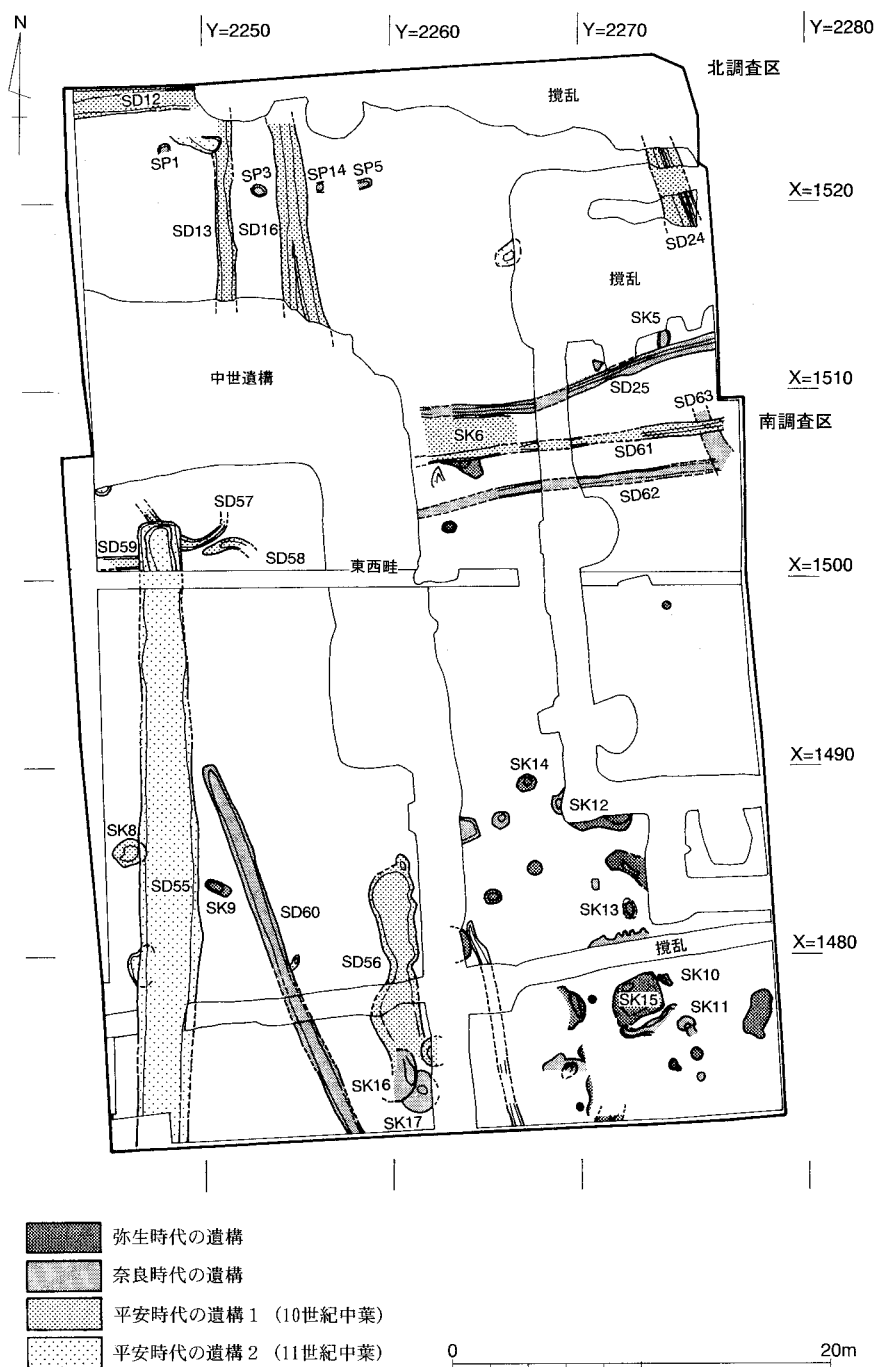 N
Y=2250
Y=2260
Y=2270
Y=2280
北調査区
SD12
撹乱
SP1
SP3
SP14
SP5
X=1520
SD13
SD16
SD24
撹乱
SK5
中世遺構
SD25
X=1510
SD63
南調査区
SK6
SD61
SD62
SD57
SD59
SD58
東西畦
X=1500
X=1490
SK14
SK12
SK8
SD55
SK9
SD60
SK13
SD56
撹乱
X=1480
SK10
SK15
SK11
SK16
SK17
弥生時代の遺構
奈良時代の遺構
平安時代の遺構1 (10世紀中葉)
平安時代の遺構2 (11世紀中葉)
0
20m